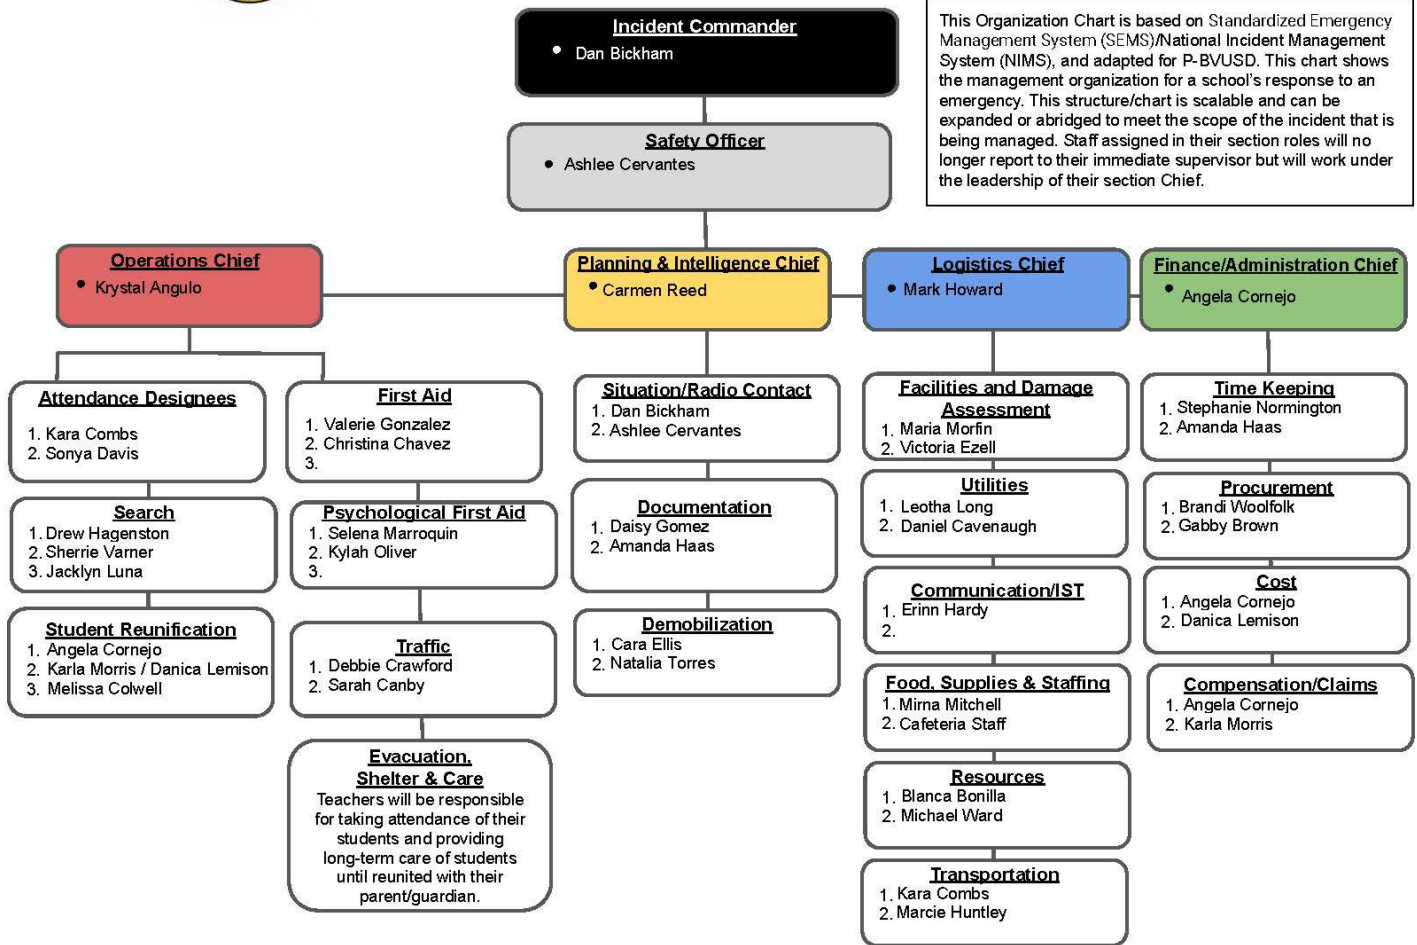 Incident Commander
• Dan Bickham
This Organization Chart is based on Standardized Emergency
Management System (SEMS)/National Incident Management
System (NIMS), and adapted for P-BVUSD. This chart shows
the management organization for a school's response to an
emergency. This structure/chart is scalable and can be
expanded or abridged to meet the scope of the incident that is
being managed. Staff assigned in their section roles will no
longer report to their immediate supervisor but will work under
the leadership of their section Chief.
Safety Officer
• Ashlee Cervantes
Operations Chief
• Krystal Angulo
Planning & Intelligence Chief
• Carmen Reed
Logistics Chief
• Mark Howard
Finance/Administration Chief
• Angela Cornejo
Attendance Designees
1. Kara Combs
2. Sonya Davis
Search
1. Drew Hagenston
2. Sherrie Varner
3. Jacklyn Luna
Student Reunification
1. Angela Cornejo
2. Karla Morris / Danica Lemison
3. Melissa Colwell
First Aid
1. Valerie Gonzalez
2. Christina Chavez
3.
Psychological First Aid
1. Selena Marroquin
2. Kylah Oliver
3.
Traffic
1. Debbie Crawford
2. Sarah Canby
Evacuation,
Shelter & Care
Teachers will be responsible
for taking attendance of their
students and providing
long-term care of students
until reunited with their
parent/guardian.
Situation/Radio Contact
1. Dan Bickham
2. Ashlee Cervantes
Documentation
1. Daisy Gomez
2. Amanda Haas
Demobilization
1. Cara Ellis
2. Natalia Torres
Facilities and Damage
Assessment
1. Maria Morfin
2. Victoria Ezell
Utilities
1. Leotha Long
2. Daniel Cavenaugh
Communication/IST
1. Erinn Hardy
2.
Food, Supplies & Staffing
1. Mirna Mitchell
2. Cafeteria Staff
Resources
1. Blanca Bonilla
2. Michael Ward
Transportation
1. Kara Combs
2. Marcie Huntley
Time Keeping
1. Stephanie Normington
2. Amanda Haas
Procurement
1. Brandi Woolfolk
2. Gabby Brown
Cost
1. Angela Cornejo
2. Danica Lemison
Compensation/Claims
1. Angela Cornejo
2. Karla Morris